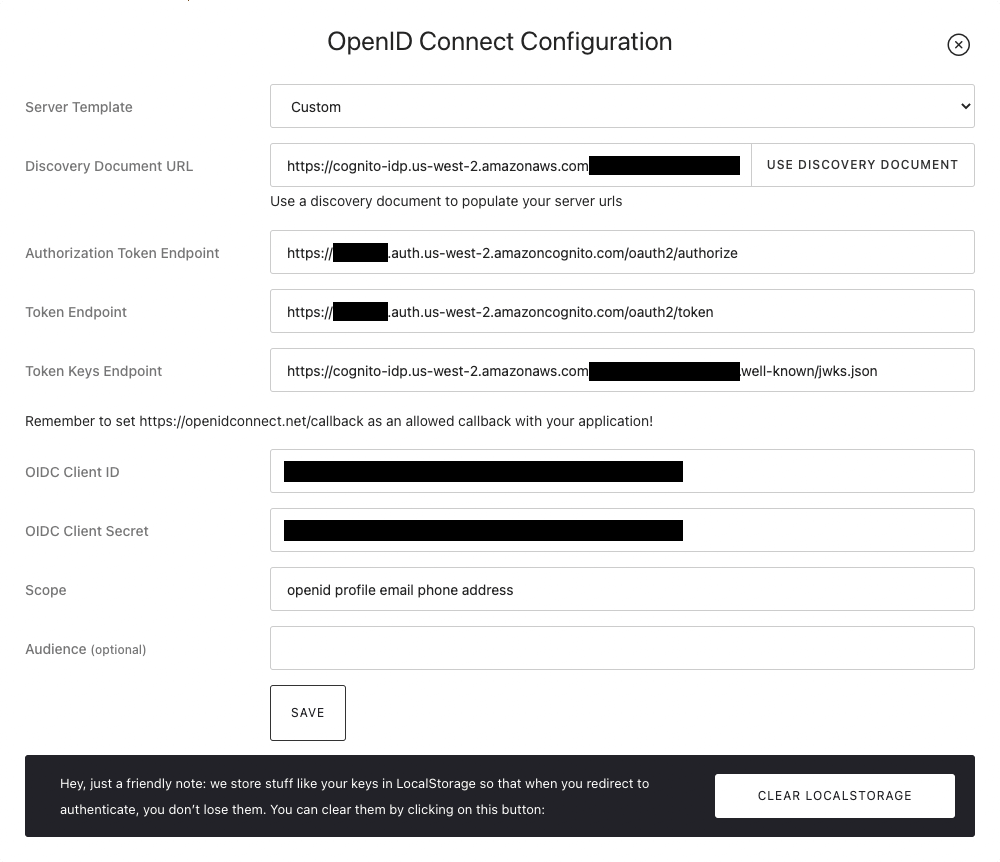 OpenID Connect Configuration
Server Template
Custom
Discovery Document URL
https://cognito-idp.us-west-2.amazonaws.com
USE DISCOVERY DOCUMENT
Use a discovery document to populate your server urls
Authorization Token Endpoint
https:// .auth.us-west-2.amazoncognito.com/oauth2/authorize
Token Endpoint
https:// .auth.us-west-2.amazoncognito.com/oauth2/token
Token Keys Endpoint
https://cognito-idp.us-west-2.amazonaws.com .well-known/jwks.json
Remember to set https://openidconnect.net/callback as an allowed callback with your application!
OIDC Client ID
OIDC Client Secret
Scope
openid profile email phone address
Audience (optional)
SAVE
Hey, just a friendly note: we store stuff like your keys in LocalStorage so that when you redirect to
authenticate, you don’t lose them. You can clear them by clicking on this button:
CLEAR LOCALSTORAGE